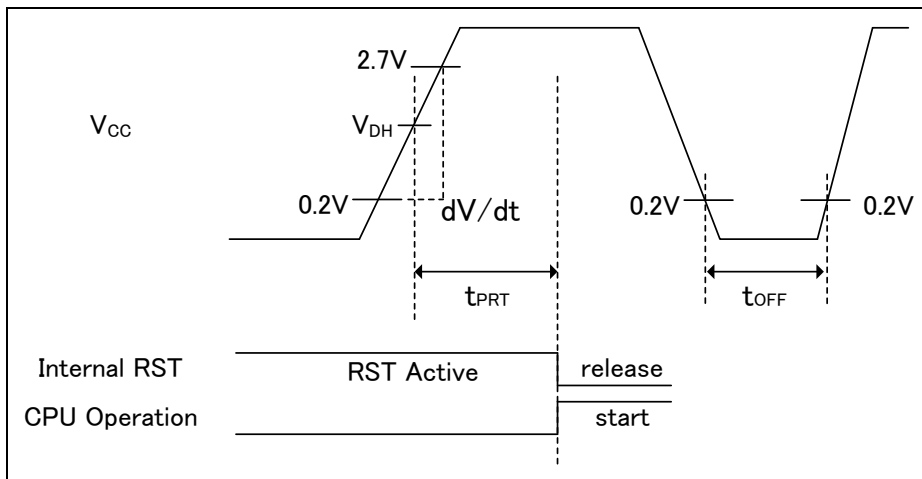 2.7V
VCC
VDH
0.2V
dV/dt
0.2V
0.2V
tPRT
tOFF
Internal RST
RST Active
release
CPU Operation
start